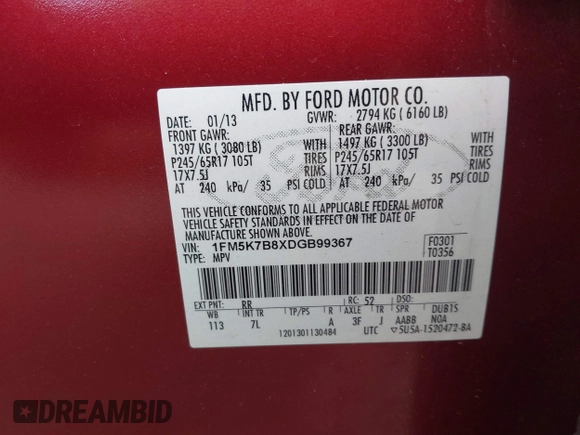 MFD. BY FORD MOTOR CO.
DATE: 01/13 GVWR: 2794 KG ( 6160 LB)
FRONT GAWR: REAR GAWR:
1397 KG ( 3080 LB) WITH 1497 KG ( 3300 LB)
P245/65R17 105T TIRES P245/65R17 105T
17X7.5J RIMS 17X7.5J
AT 240 kPa/ 35 PSI COLD AT 240 kPa/ 35 PSI COLD
WITH
TIRES
RIMS
THIS VEHICLE CONFORMS TO ALL APPLICABLE FEDERAL MOTOR
VEHICLE SAFETY STANDARDS IN EFFECT ON THE DATE OF
MANUFACTURE SHOWN ABOVE.
VIN: 1FM5K7B8XDGB99367 F0301
TYPE: MPV T0356
EXT PNT: RR RC: 52 DSO:
WB INT TR TP/PS R AXLE TR SPR DUB1S
113 7L A 3F J AABB NOA
1201301130484 UTC 5U5A-1520472-BA
DREAMBID